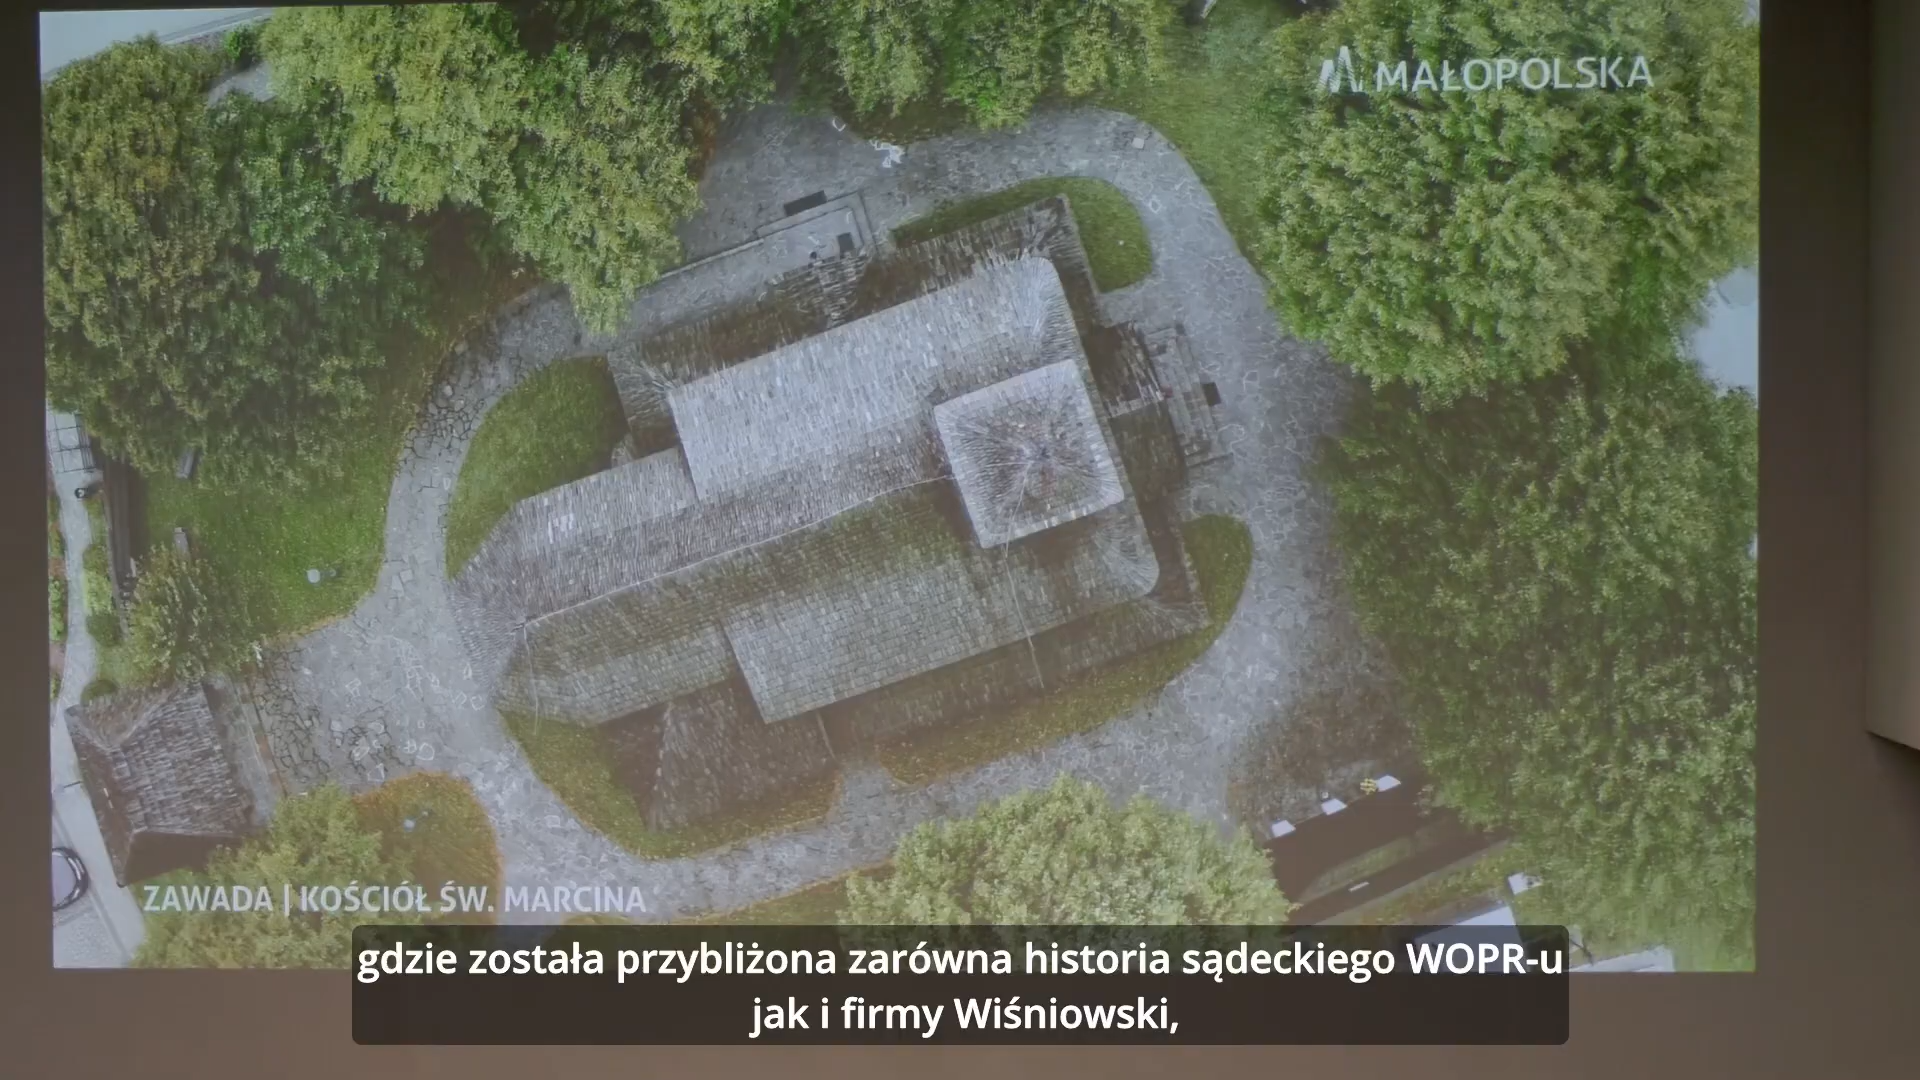 MAŁOPOLSKA
ZAWADA | KOŚCIÓŁ ŚW. MARCINA
gdzie została przybliżona zarówna historia sądeckiego WOPR-u
jak i firmy Wiśniowski,